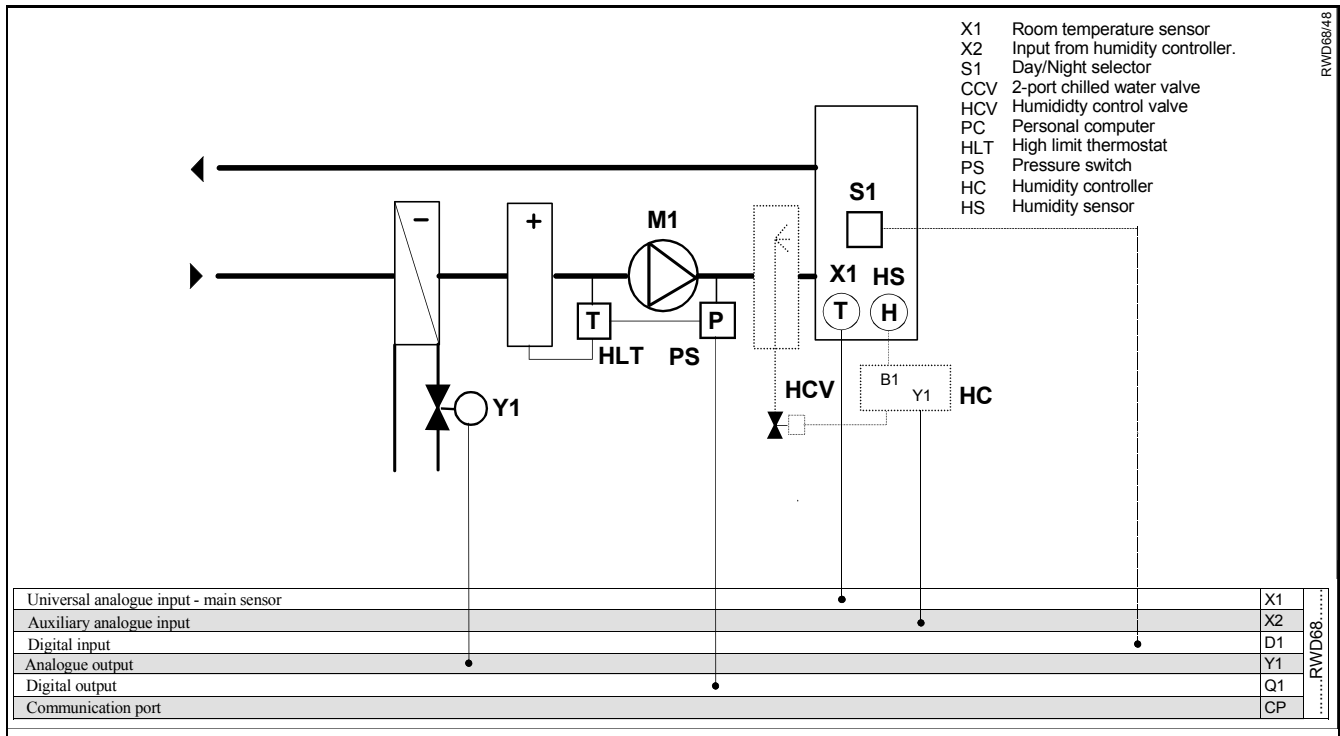 RWD68/48
X1 Room temperature sensor
X2 Input from humidity controller.
S1 Day/Night selector
CCV 2-port chilled water valve
HCV Humididty control valve
PC Personal computer
HLT High limit thermostat
PS Pressure switch
HC Humidity controller
HS Humidity sensor
S1
− + M1
X1 HS
T P T H
HLT PS
B1
Y1 HC
HCV
Y1
Universal analogue input - main sensor X1
Auxiliary analogue input X2
Digital input D1
Analogue output Y1
Digital output Q1
Communication port CP
........RWD68......